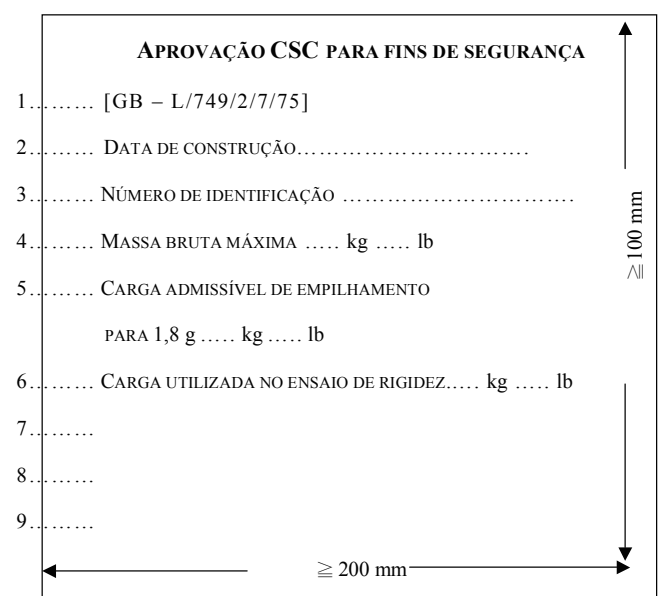 APROVAÇÃO CSC PARA FINS DE SEGURANÇA
1……… [GB – L/749/2/7/75]
2……… DATA DE CONSTRUÇÃO………………………….
3……… NÚMERO DE IDENTIFICAÇÃO ………………………….
4……… MASSA BRUTA MÁXIMA ….. kg ….. lb
5……… CARGA ADMISSÍVEL DE EMPILHAMENTO
PARA 1,8 g ….. kg ….. lb
6……… CARGA UTILIZADA NO ENSAIO DE RIGIDEZ….. kg ….. lb
7………
8………
9………
≧100 mm
≧ 200 mm